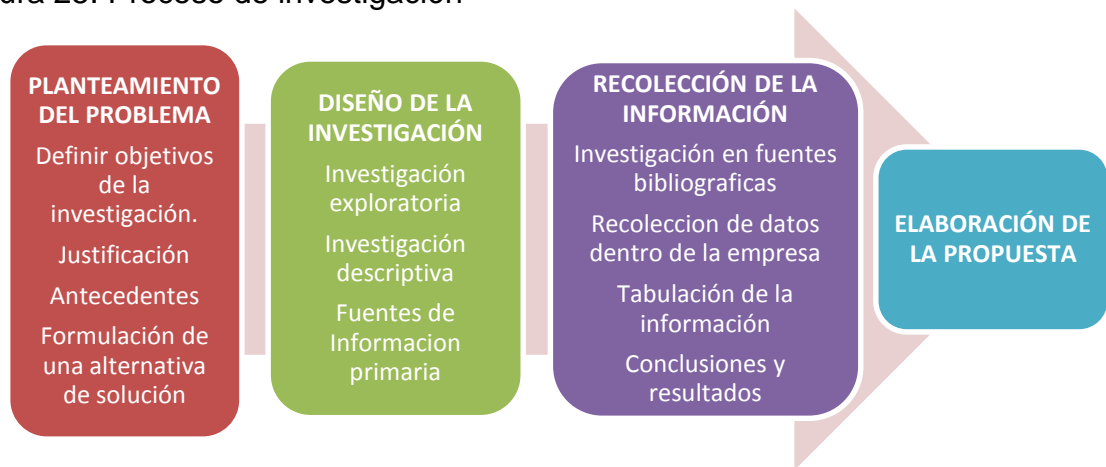 ura 25. Proceso de investigación
PLANTEAMIENTO
DEL PROBLEMA
Definir objetivos
de la
investigación.
Justificación
Antecedentes
Formulación de
una alternativa
de solución
DISEÑO DE LA
INVESTIGACIÓN
Investigación
exploratoria
Investigación
descriptiva
Fuentes de
Informacion
primaria
RECOLECCIÓN DE LA
INFORMACIÓN
Investigación en fuentes
bibliograficas
Recoleccion de datos
dentro de la empresa
Tabulación de la
información
Conclusiones y
resultados
ELABORACIÓN DE
LA PROPUESTA